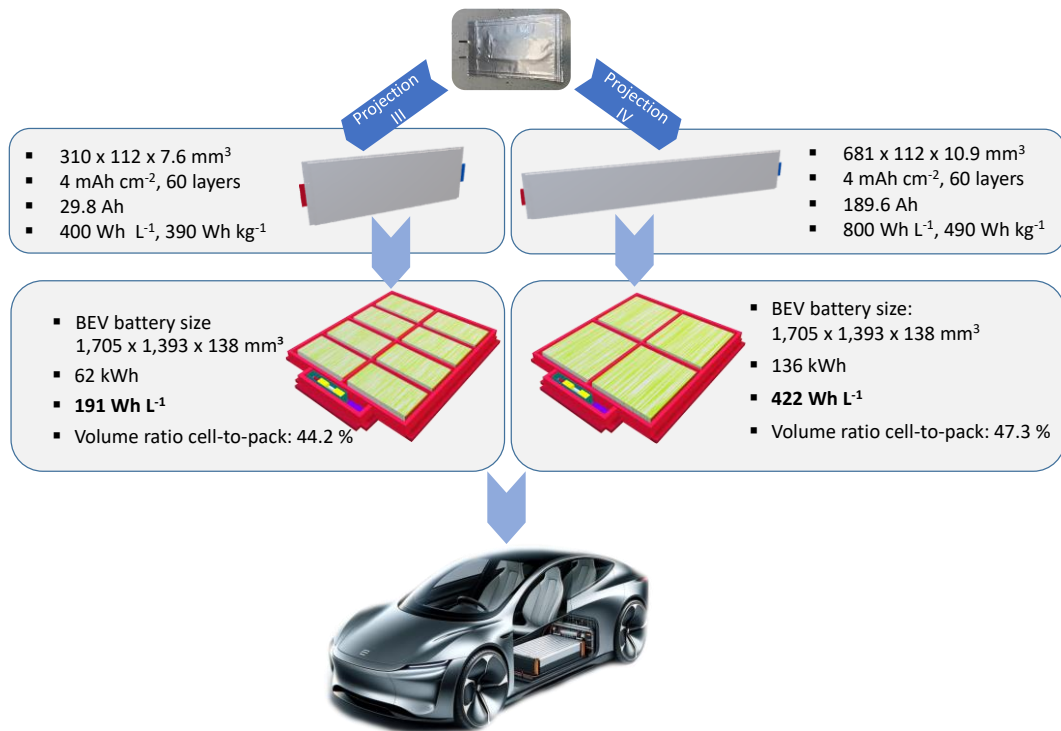 Projection
III
Projection
IV
▪ 310 x 112 x 7.6 mm³
▪ 4 mAh cm⁻², 60 layers
▪ 29.8 Ah
▪ 400 Wh L⁻¹, 390 Wh kg⁻¹
▪ 681 x 112 x 10.9 mm³
▪ 4 mAh cm⁻², 60 layers
▪ 189.6 Ah
▪ 800 Wh L⁻¹, 490 Wh kg⁻¹
▪ BEV battery size
1,705 x 1,393 x 138 mm³
▪ 62 kWh
▪ 191 Wh L⁻¹
▪ Volume ratio cell-to-pack: 44.2 %
▪ BEV battery size:
1,705 x 1,393 x 138 mm³
▪ 136 kWh
▪ 422 Wh L⁻¹
▪ Volume ratio cell-to-pack: 47.3 %